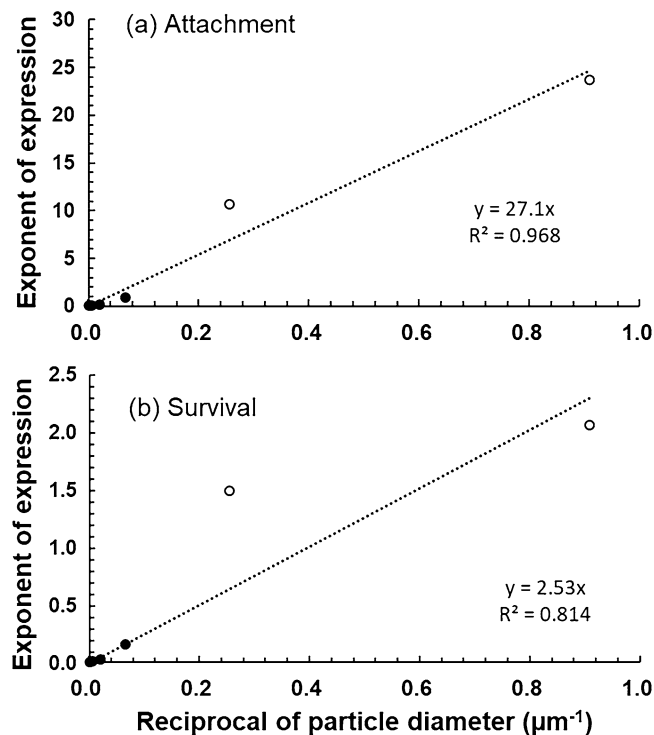 (a) Attachment
Exponent of expression
30
25
20
15
10
5
0
y = 27.1x
R² = 0.968
0.0 0.2 0.4 0.6 0.8 1.0
(b) Survival
Exponent of expression
2.5
2.0
1.5
1.0
0.5
0.0
y = 2.53x
R² = 0.814
0.0 0.2 0.4 0.6 0.8 1.0
Reciprocal of particle diameter (μm⁻¹)